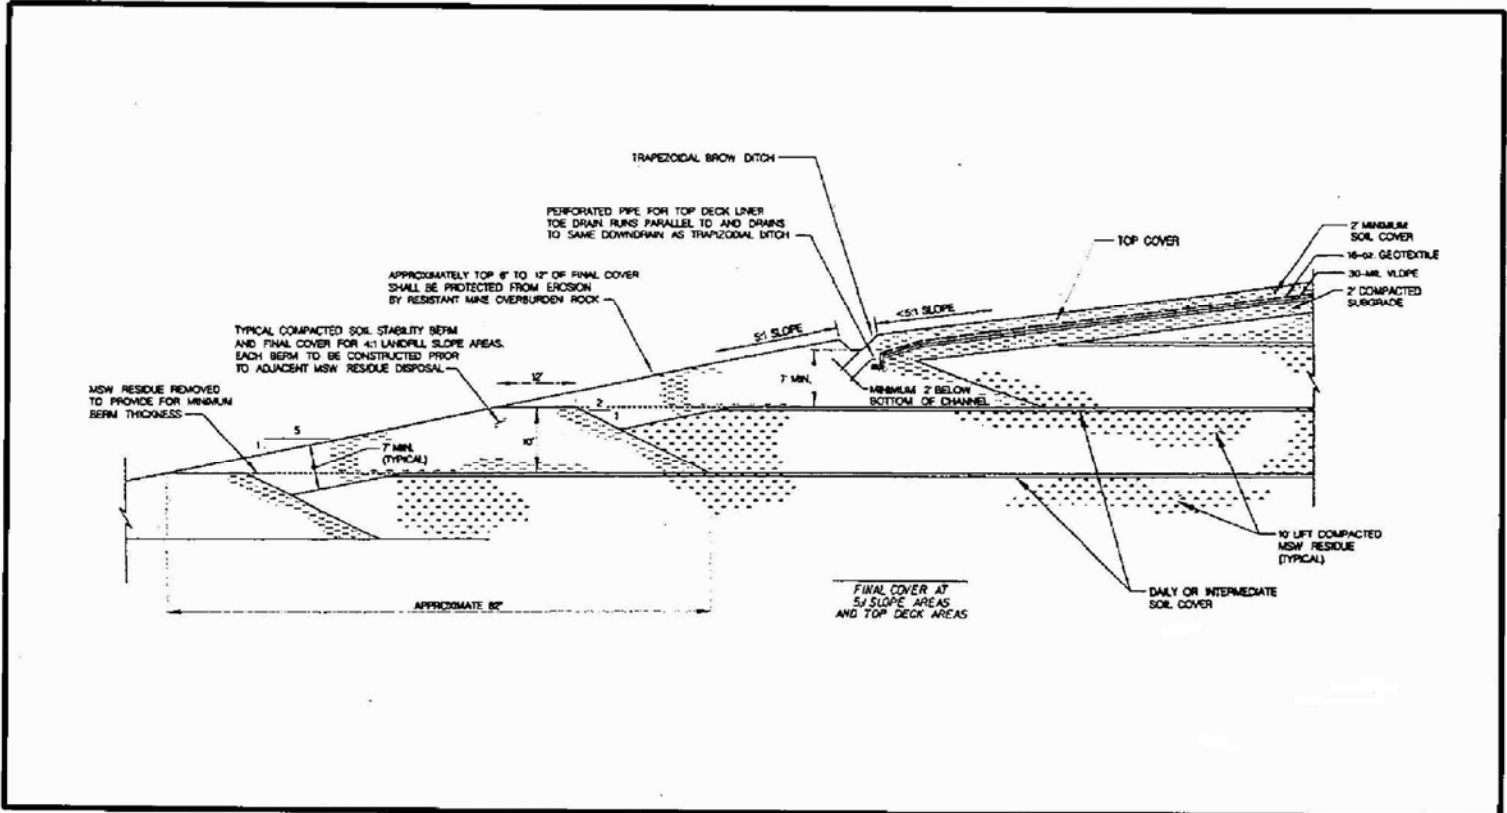 TRAPEZOIDAL BROW DITCH
PERFORATED PIPE FOR TOP DECK LINER
TOE DRAIN RUNS PARALLEL TO AND DRAINS
TO SAME DOWNDRAIN AS TRAPIZODIAL DITCH
TOP COVER
2' MINIMUM
SOIL COVER
16-oz. GEOTEXTILE
30-MIL VLDPE
2' COMPACTED
SUBGRADE
APPROXIMATELY TOP 6" TO 12" OF FINAL COVER
SHALL BE PROTECTED FROM EROSION
BY RESISTANT MINE OVERBURDEN ROCK
5:1 SLOPE
<5:1 SLOPE
TYPICAL COMPACTED SOIL STABILITY BERM
AND FINAL COVER FOR 4:1 LANDFILL SLOPE AREAS.
EACH BERM TO BE CONSTRUCTED PRIOR
TO ADJACENT MSW RESIDUE DISPOSAL
12'
7' MIN.
MINIMUM 2' BELOW
BOTTOM OF CHANNEL
MSW RESIDUE REMOVED
TO PROVIDE FOR MINIMUM
BERM THICKNESS
2
1
5
1
7' MIN.
(TYPICAL)
10'
10' LIFT COMPACTED
MSW RESIDUE
(TYPICAL)
DAILY OR INTERMEDIATE
SOIL COVER
APPROXIMATE 82'
FINAL COVER AT
5:1 SLOPE AREAS
AND TOP DECK AREAS